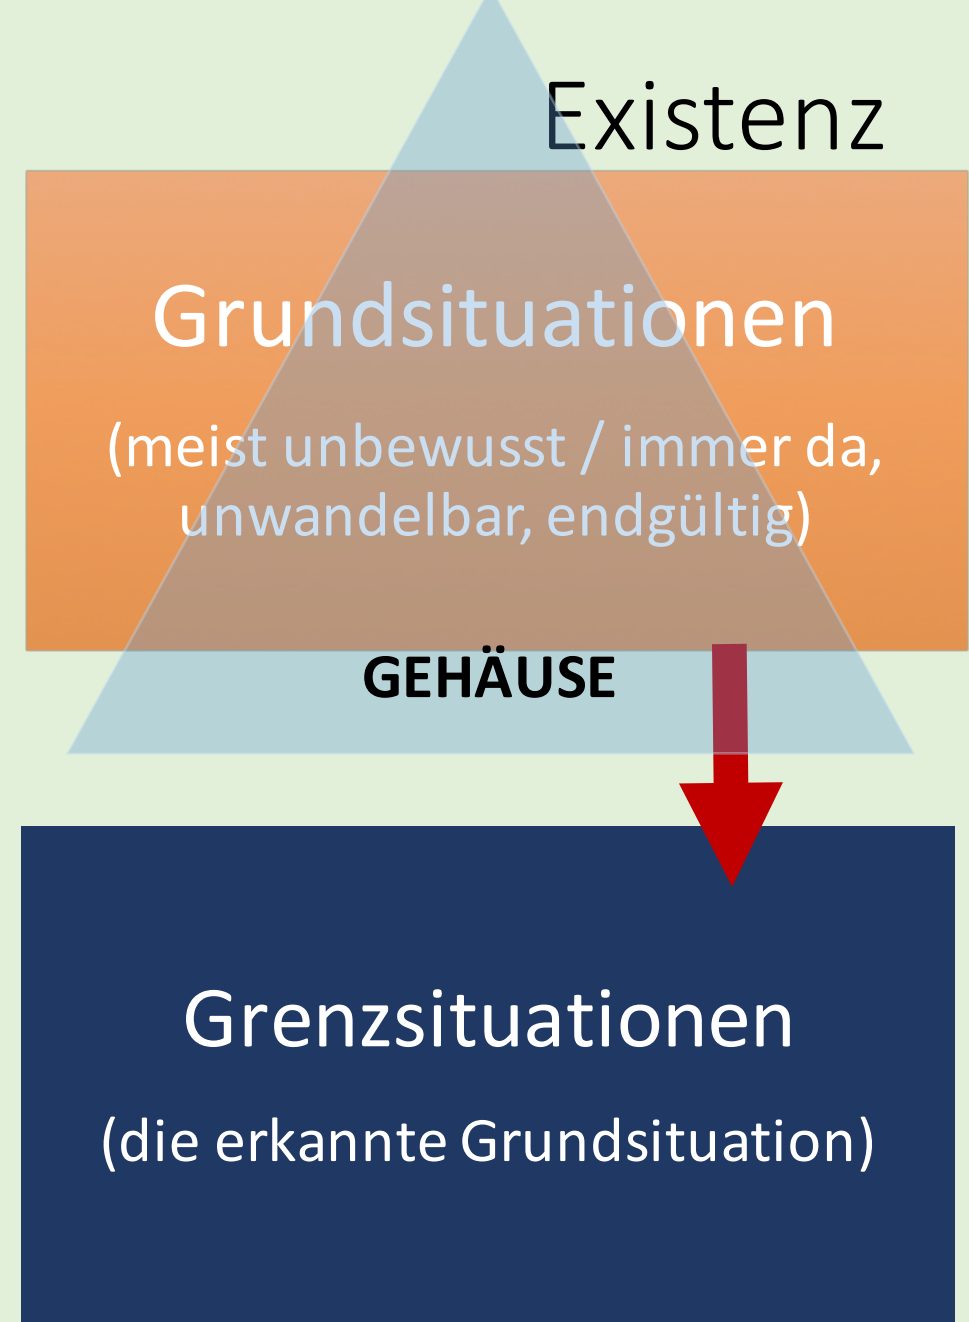 Existenz
Grundsituationen
(meist unbewusst / immer da,
unwandelbar, endgültig)
GEHÄUSE
Grenzsituationen
(die erkannte Grundsituation)